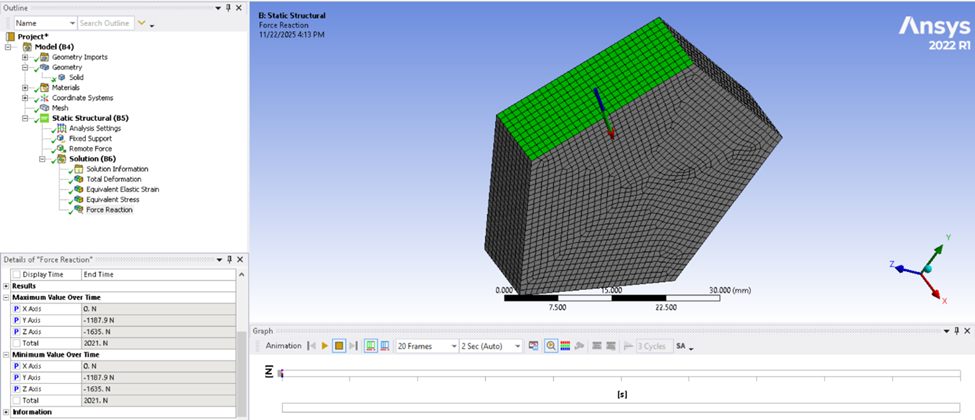 Outline
Name
Search Outline
Project*
Model (B4)
Geometry Imports
Geometry
Solid
Materials
Coordinate Systems
Mesh
Static Structural (B5)
Analysis Settings
Fixed Support
Remote Force
Solution (B6)
Solution Information
Total Deformation
Equivalent Elastic Strain
Equivalent Stress
Force Reaction
Details of "Force Reaction"
Display Time End Time
Results
Maximum Value Over Time
P X Axis 0. N
P Y Axis -1187.9 N
P Z Axis -1635. N
P Total 2021. N
Minimum Value Over Time
P X Axis 0. N
P Y Axis -1187.9 N
P Z Axis -1635. N
P Total 2021. N
Information
B: Static Structural
Force Reaction
11/22/2025 4:13 PM
Ansys
2022 R1
Y
Z
X
0.000 15.000 30.000 (mm)
7.500 22.500
Graph
Animation 20 Frames 2 Sec (Auto) 3 Cycles SA
[s]